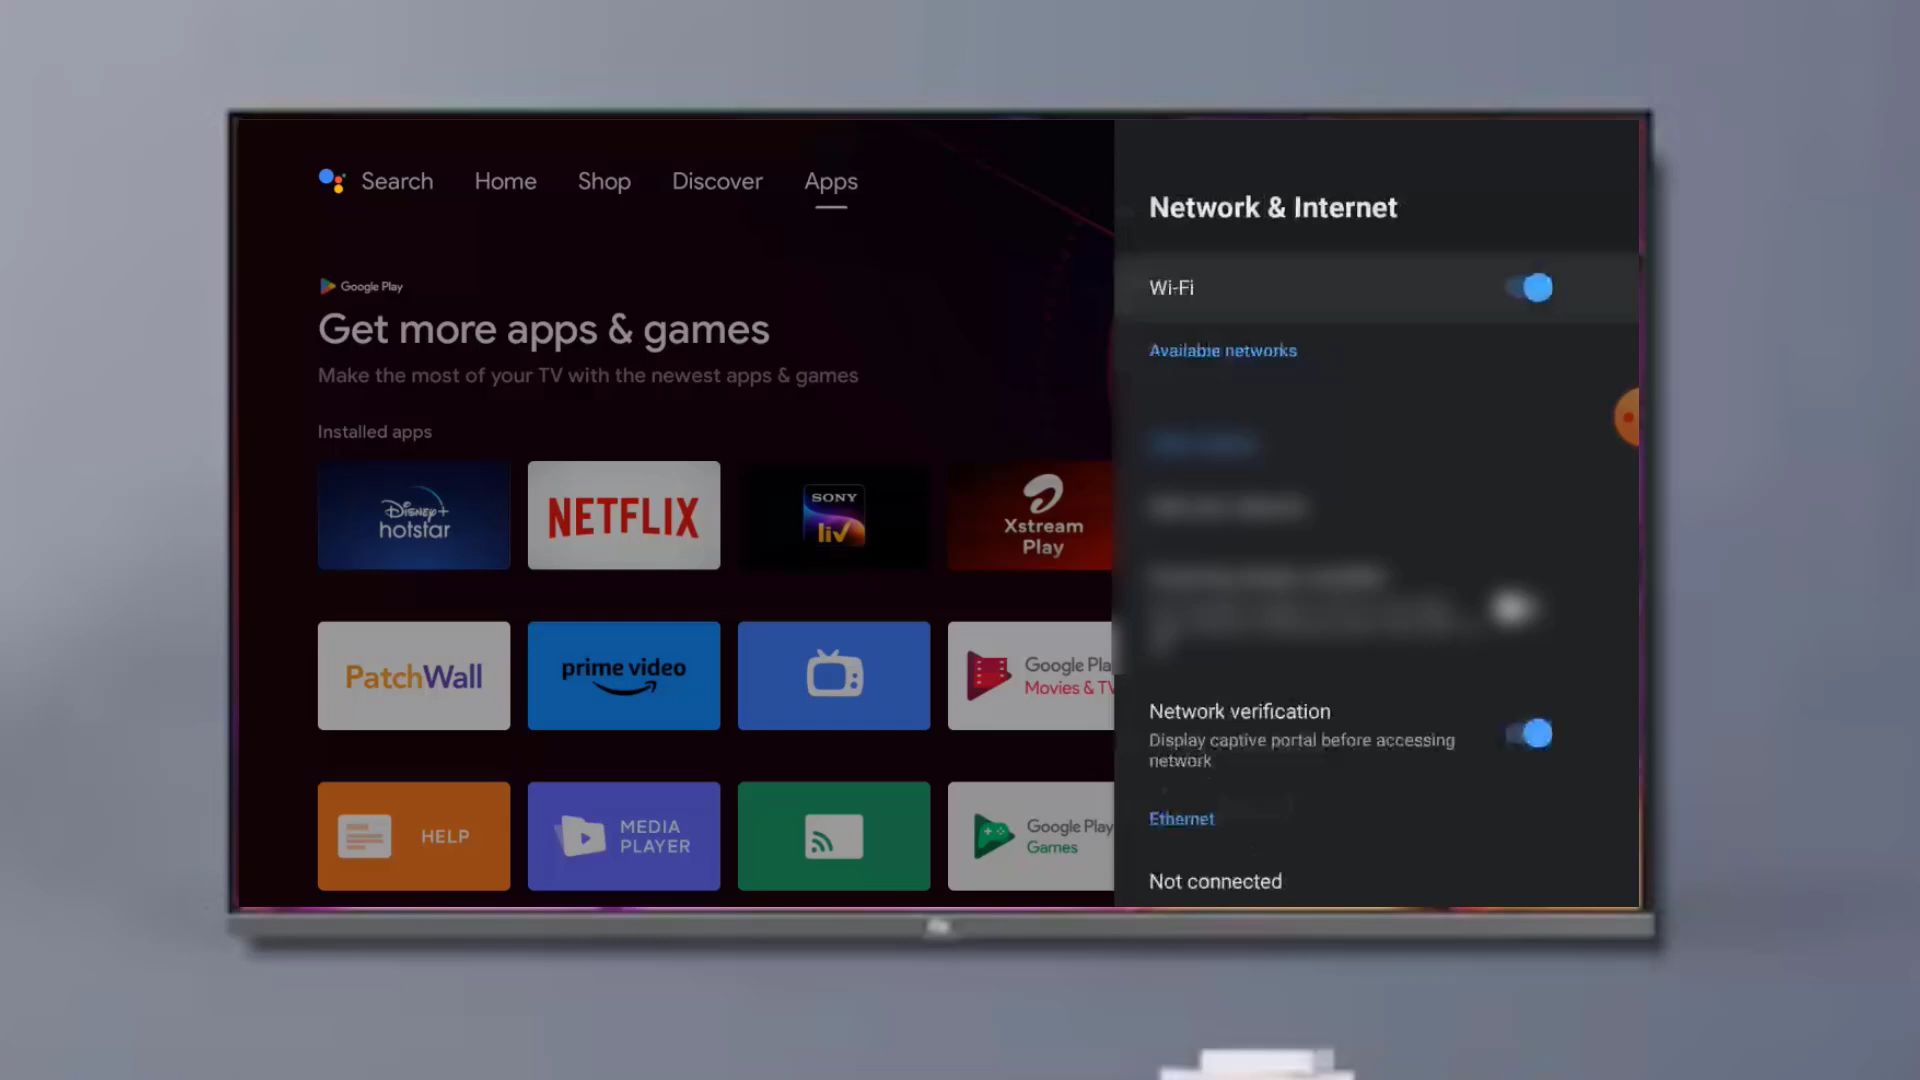 Search Home Shop Discover Apps
Google Play
Get more apps & games
Make the most of your TV with the newest apps & games
Installed apps
Disney+
hotstar
NETFLIX
SONY
liv
Xstream
Play
PatchWall
prime video
Google Pla
Movies & TV
HELP
MEDIA
PLAYER
Google Play
Games
Network & Internet
Wi-Fi
Available networks
Network verification
Display captive portal before accessing
network
Ethernet
Not connected